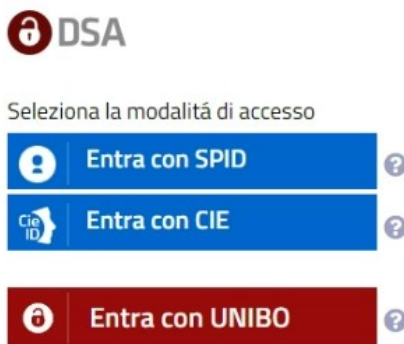 DSA
Seleziona la modalitá di accesso
Entra con SPID
?
Cie
ID
Entra con CIE
?
Entra con UNIBO
?